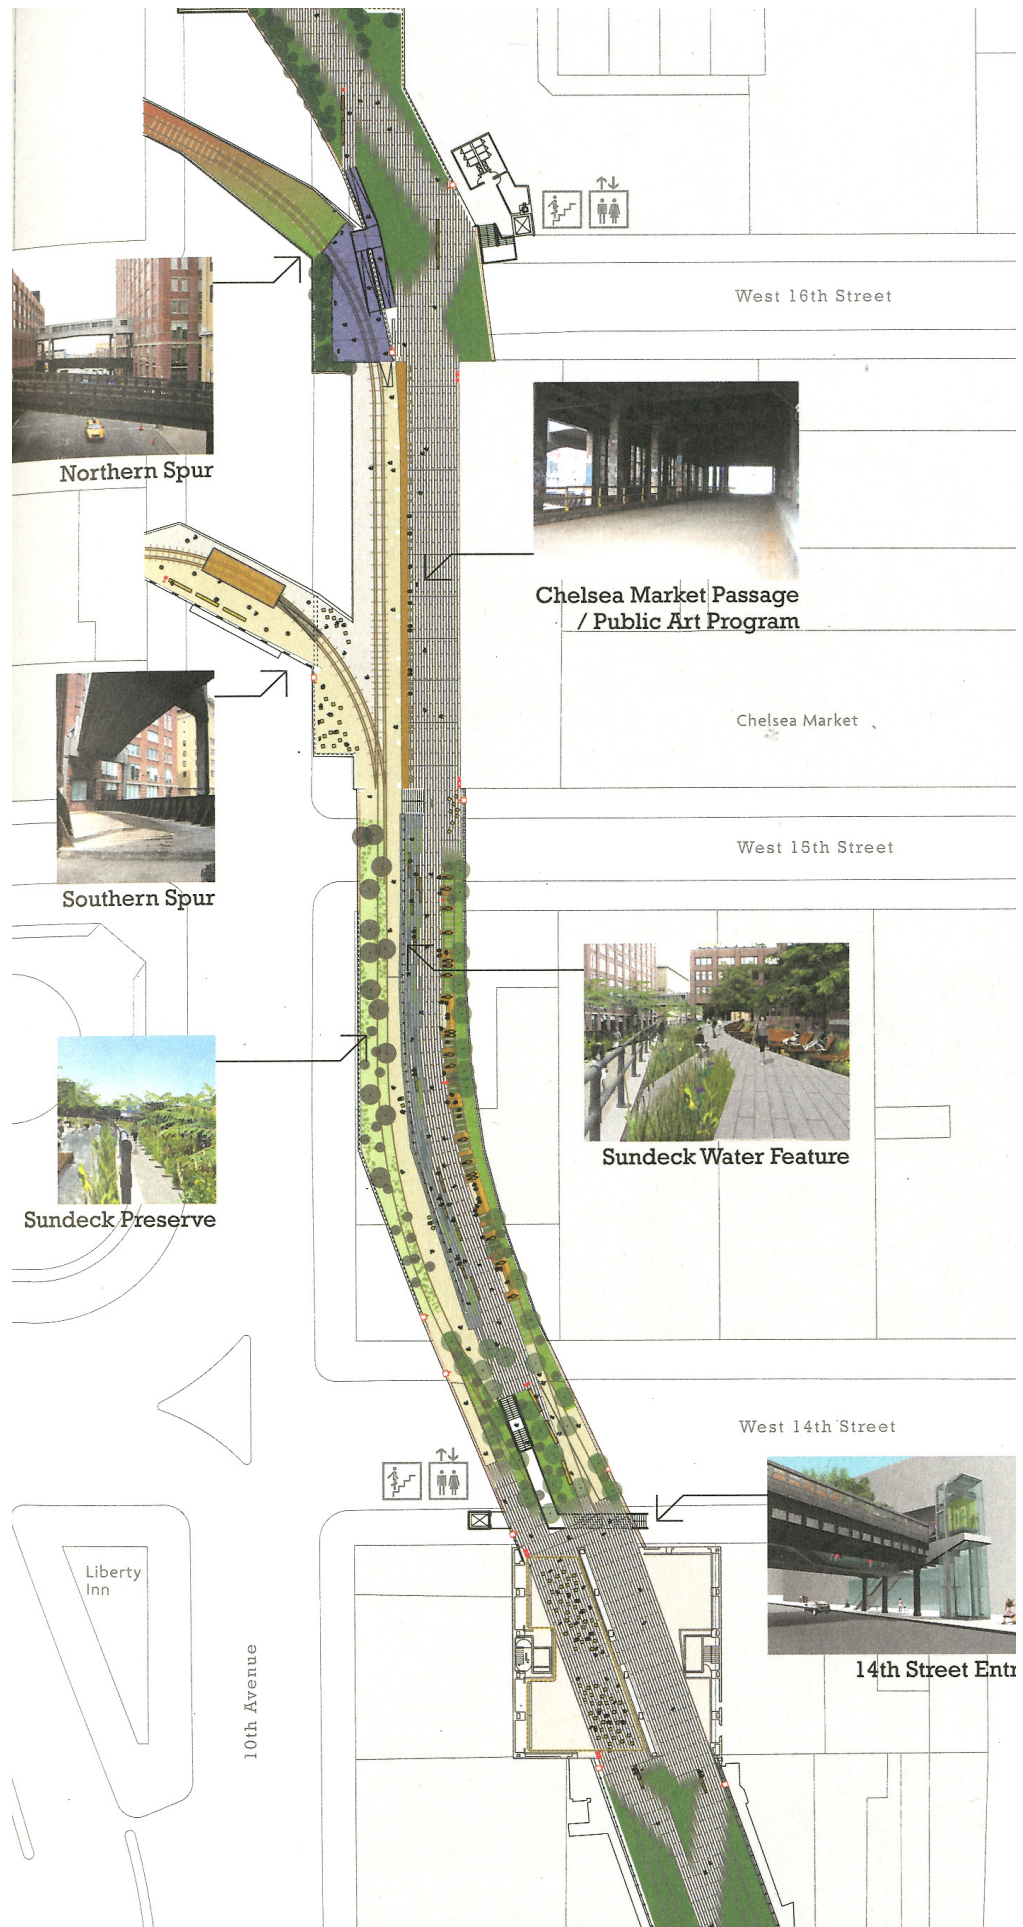 West 16th Street
Northern Spur
Chelsea Market Passage
/ Public Art Program
Chelsea Market
Southern Spur
West 15th Street
Sundeck Water Feature
Sundeck Preserve
West 14th Street
Liberty
Inn
10th Avenue
14th Street Entr